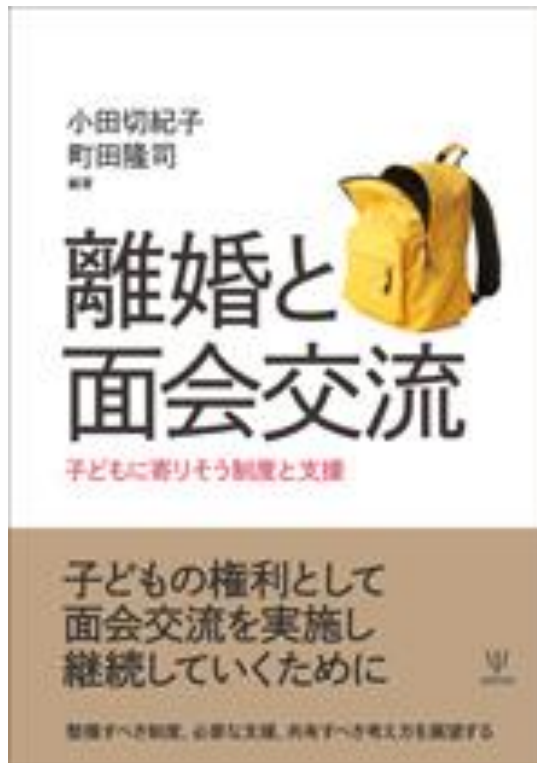 小田切紀子
町田隆司
編著
離婚と
面会交流
子どもに寄りそう制度と支援
子どもの権利として
面会交流を実施し
継続していくために
整備すべき制度、必要な支援、共有すべき考え方を展望する